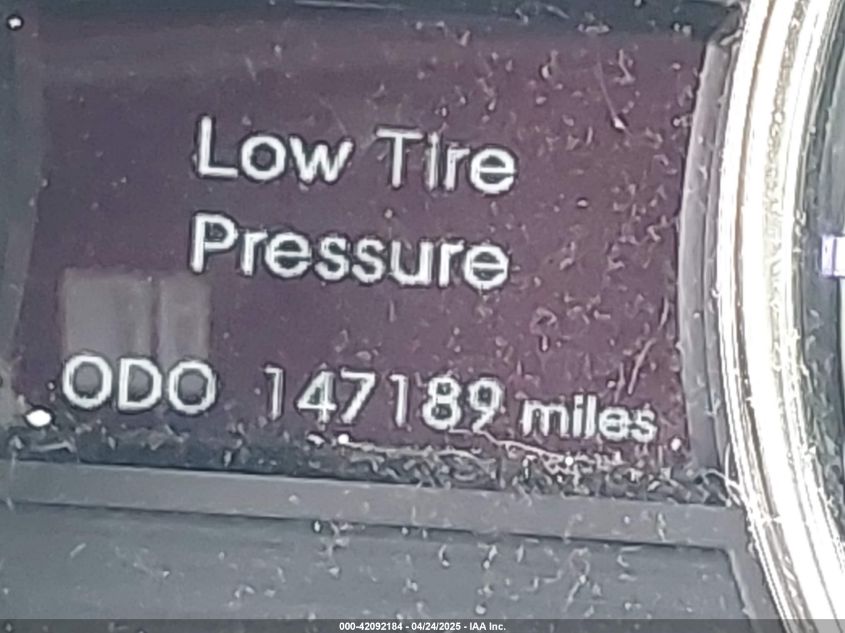 Low Tire
Pressure
ODO 147189 miles
000-42092184 - 04/24/2025 - IAA Inc.